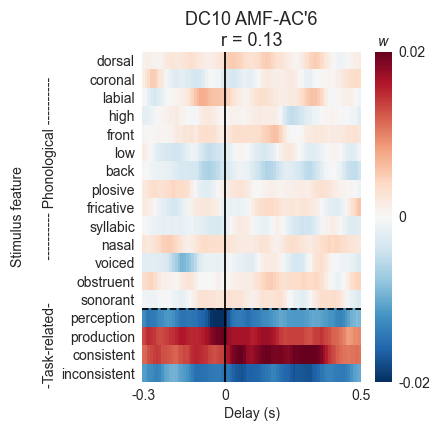 DC10 AMF-AC'6
r = 0.13
w
dorsal
coronal
labial
high
front
low
back
plosive
fricative
syllabic
nasal
voiced
obstruent
sonorant
perception
production
consistent
inconsistent
Stimulus feature
---------- Phonological ----------
-Task-related-
0.02
0
-0.02
-0.3 0 0.5
Delay (s)